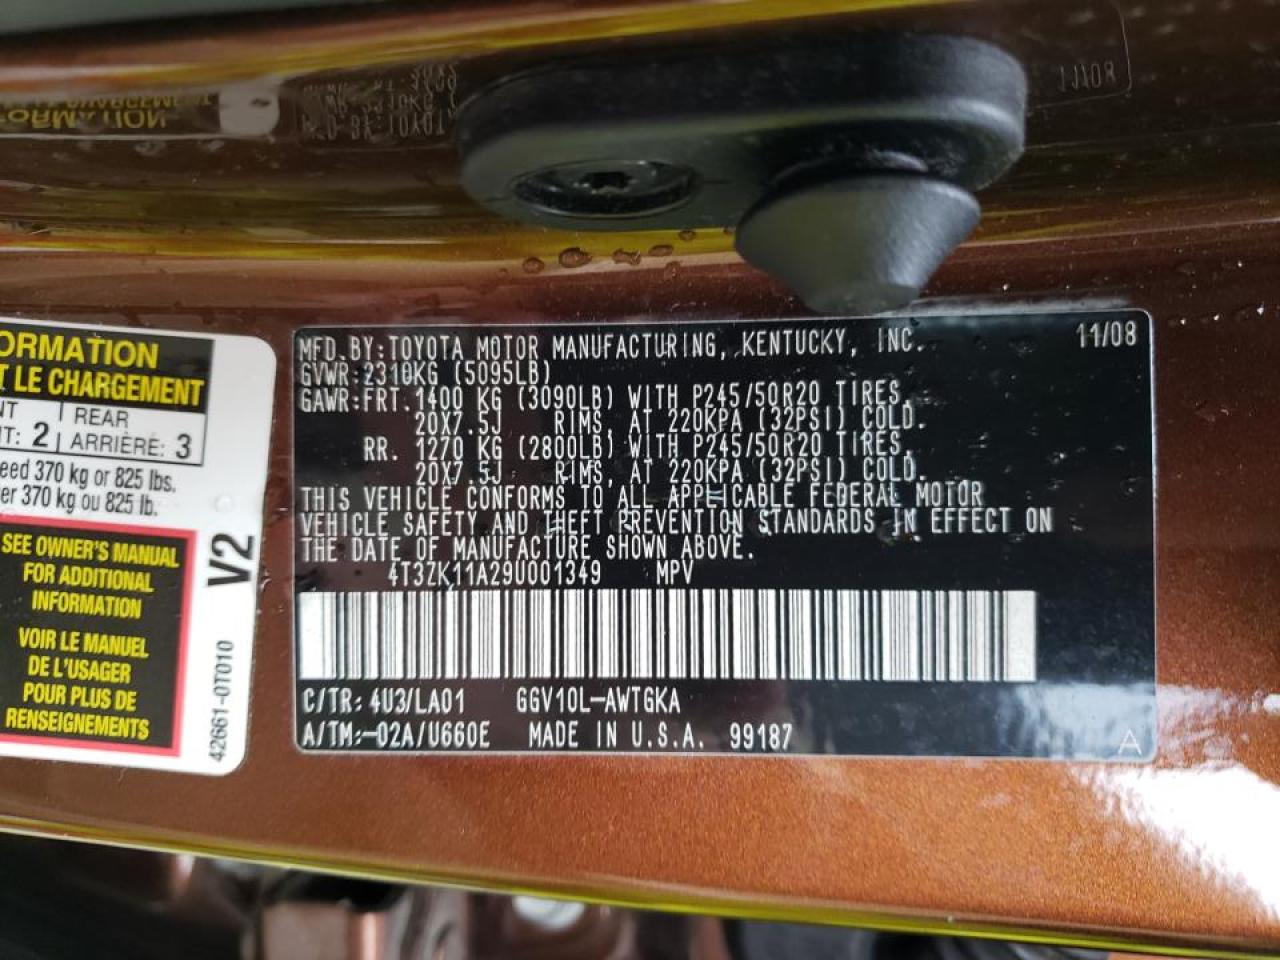 ORMATION
T LE CHARGEMENT
NT | REAR
T: 2 | ARRIÈRE: 3
eed 370 kg or 825 lbs.
er 370 kg ou 825 lb.
SEE OWNER'S MANUAL
FOR ADDITIONAL
INFORMATION
VOIR LE MANUEL
DE L'USAGER
POUR PLUS DE
RENSEIGNEMENTS
V2
42661-0T010
MFD.BY:TOYOTA MOTOR MANUFACTURING, KENTUCKY, INC. 11/08
GVWR:2310KG (5095LB)
GAWR:FRT.1400 KG (3090LB) WITH P245/50R20 TIRES,
20X7.5J RIMS, AT 220KPA (32PSI) COLD.
RR. 1270 KG (2800LB) WITH P245/50R20 TIRES,
20X7.5J RIMS, AT 220KPA (32PSI) COLD.
THIS VEHICLE CONFORMS TO ALL APPLICABLE FEDERAL MOTOR
VEHICLE SAFETY AND THEFT PREVENTION STANDARDS IN EFFECT ON
THE DATE OF MANUFACTURE SHOWN ABOVE.
4T3ZK11A29U001349 MPV
C/TR: 4U3/LA01 GGV10L-AWTGKA
A/TM:-02A/U660E MADE IN U.S.A. 99187
A